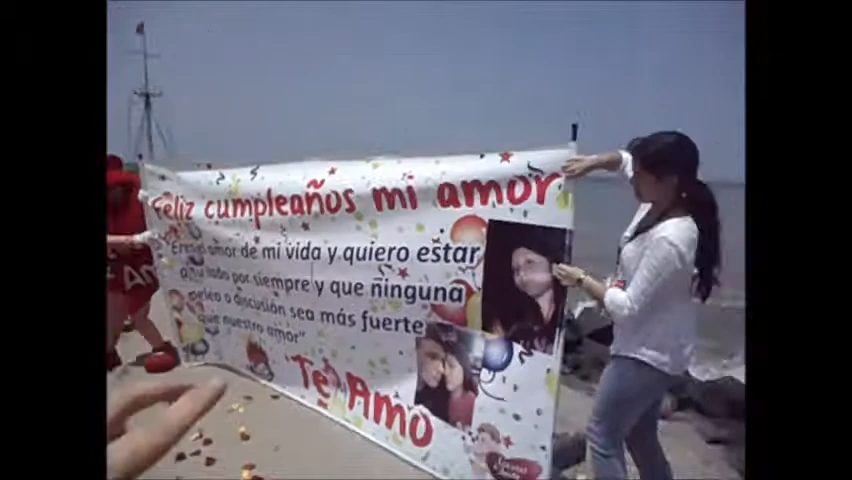 Feliz cumpleaños mi amor
"Eres el amor de mi vida y quiero estar
a tu lado por siempre y que ninguna
pelea o discusión sea más fuerte
que nuestro amor"
Te Amo